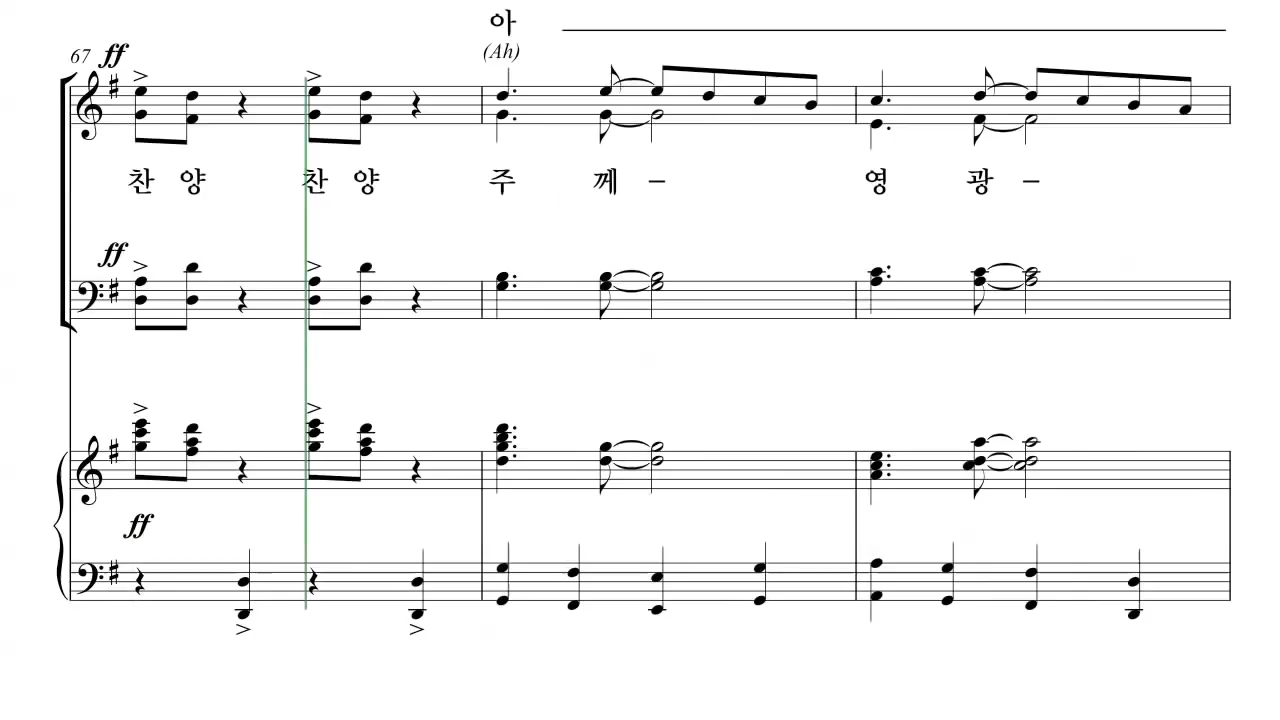 아
67 ff (Ah)
찬 양 찬 양 주 께 – 영 광 –
ff
ff